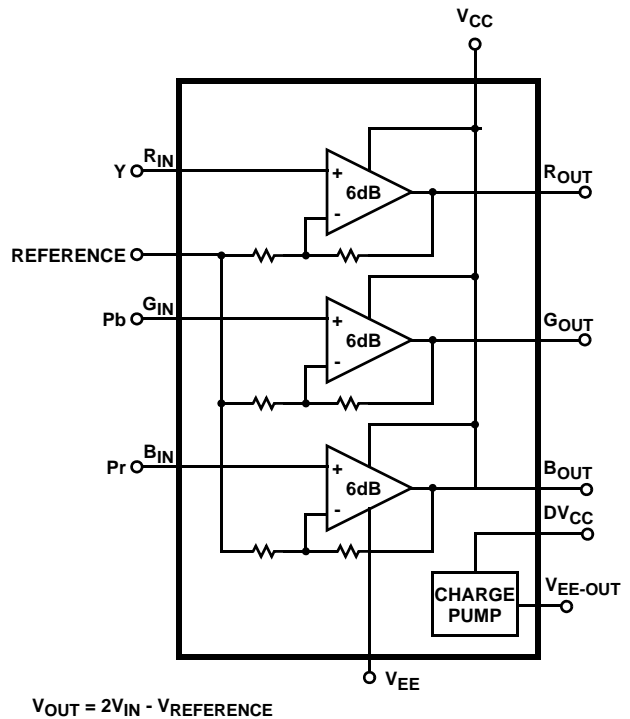 VCC
RIN
Y
+
6dB
-
ROUT
REFERENCE
GIN
Pb
+
6dB
-
GOUT
BIN
Pr
+
6dB
-
BOUT
DVCC
CHARGE
PUMP
VEE-OUT
VEE
VOUT = 2VIN - VREFERENCE